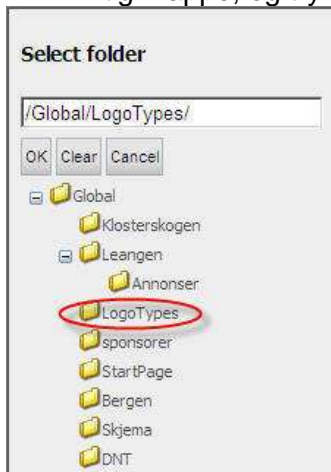 Select folder
/Global/LogoTypes/
OK Clear Cancel
Global
Klosterskogen
Leangen
Annonser
LogoTypes
sponsorer
StartPage
Bergen
Skjema
DNT